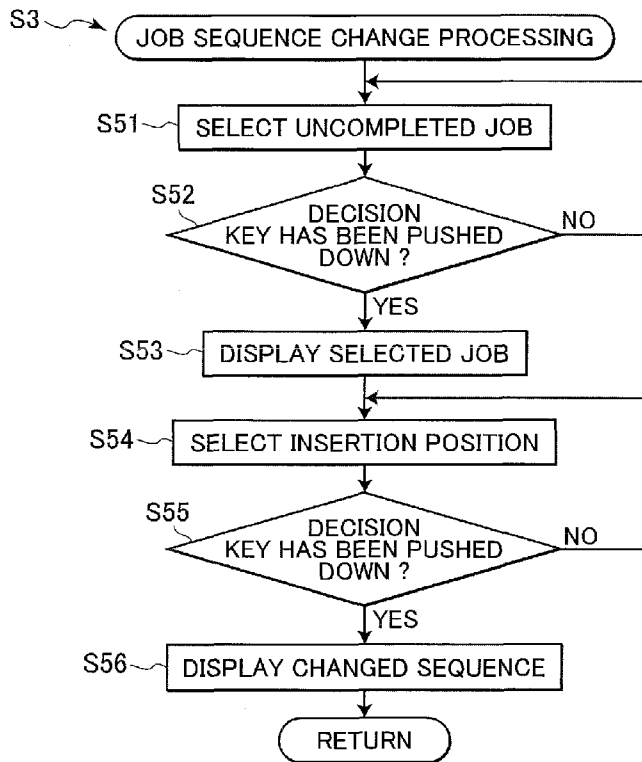 S3
JOB SEQUENCE CHANGE PROCESSING
S51
SELECT UNCOMPLETED JOB
S52
DECISION
KEY HAS BEEN PUSHED
DOWN ?
NO
YES
S53
DISPLAY SELECTED JOB
S54
SELECT INSERTION POSITION
S55
DECISION
KEY HAS BEEN PUSHED
DOWN ?
NO
YES
S56
DISPLAY CHANGED SEQUENCE
RETURN